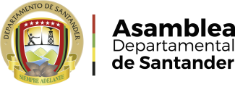 DEPARTAMENTO DE SANTANDER
SIEMPRE ADELANTE
Asamblea
Departamental
de Santander